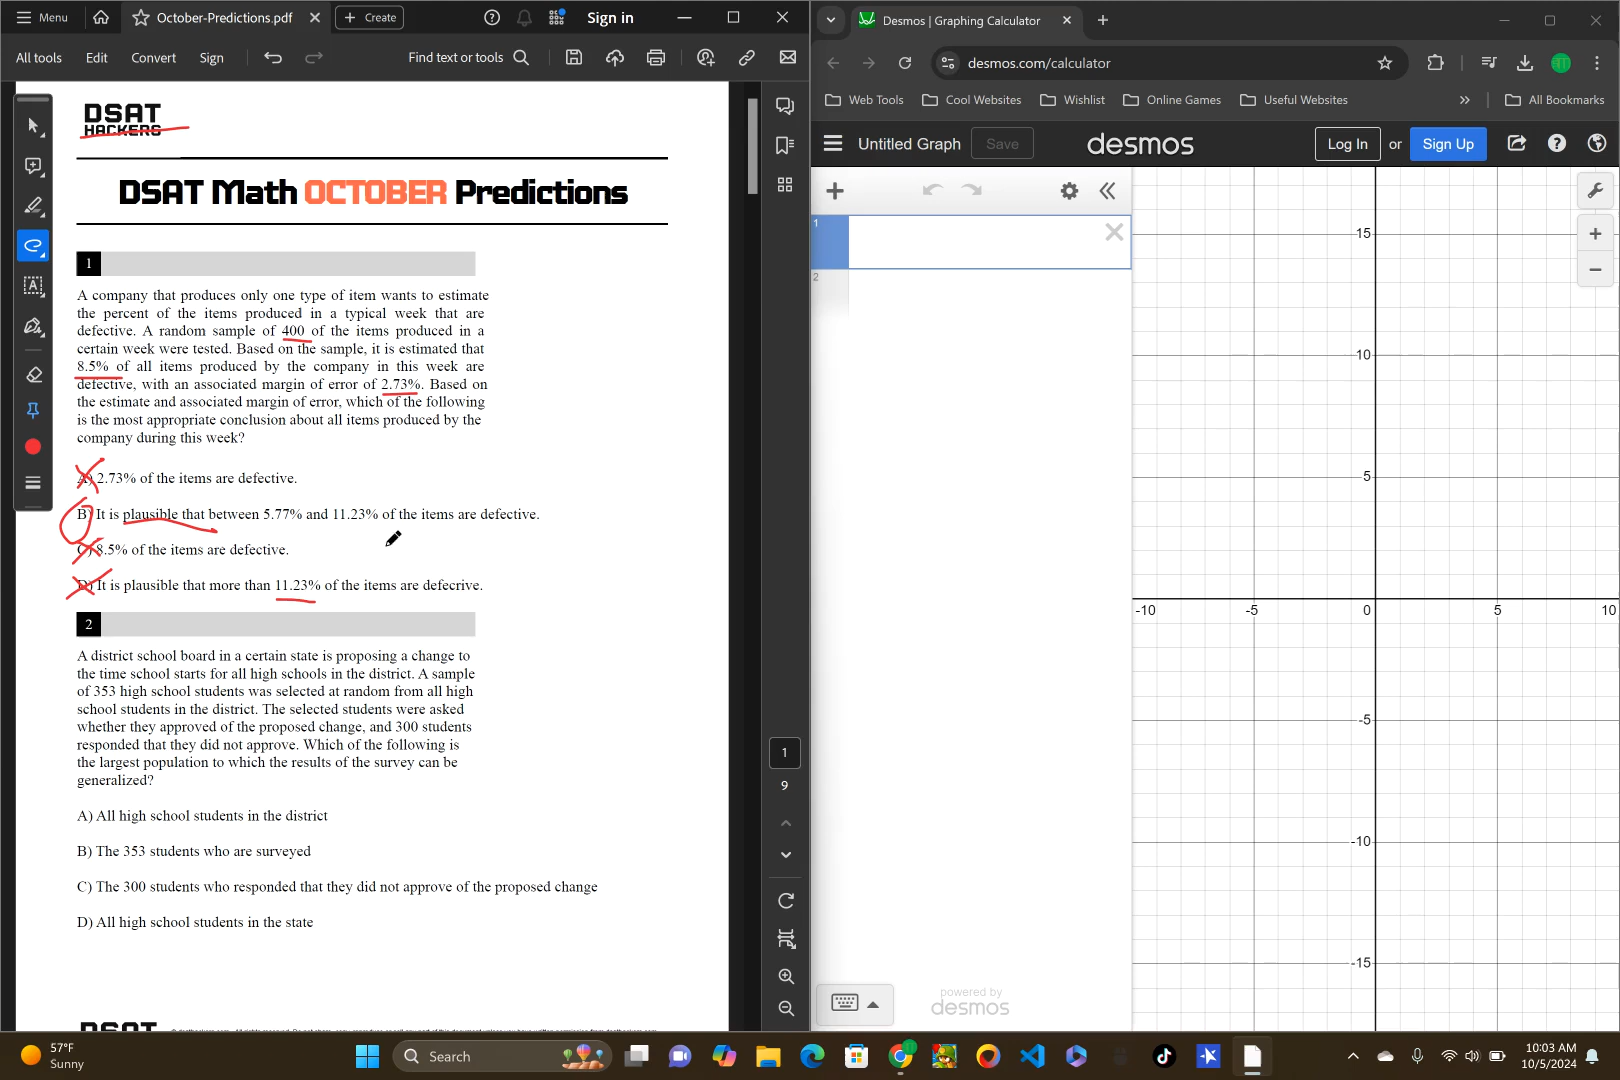 Menu
October-Predictions.pdf
Create
Sign in
All tools
Edit
Convert
Sign
Find text or tools
DSAT
HACKERS
DSAT Math OCTOBER Predictions
1
A company that produces only one type of item wants to estimate
the percent of the items produced in a typical week that are
defective. A random sample of 400 of the items produced in a
certain week were tested. Based on the sample, it is estimated that
8.5% of all items produced by the company in this week are
defective, with an associated margin of error of 2.73%. Based on
the estimate and associated margin of error, which of the following
is the most appropriate conclusion about all items produced by the
company during this week?
A) 2.73% of the items are defective.
B) It is plausible that between 5.77% and 11.23% of the items are defective.
C) 8.5% of the items are defective.
D) It is plausible that more than 11.23% of the items are defecrive.
2
A district school board in a certain state is proposing a change to
the time school starts for all high schools in the district. A sample
of 353 high school students was selected at random from all high
school students in the district. The selected students were asked
whether they approved of the proposed change, and 300 students
responded that they did not approve. Which of the following is
the largest population to which the results of the survey can be
generalized?
A) All high school students in the district
B) The 353 students who are surveyed
C) The 300 students who responded that they did not approve of the proposed change
D) All high school students in the state
DSAT
1
9
Desmos | Graphing Calculator
desmos.com/calculator
Web Tools
Cool Websites
Wishlist
Online Games
Useful Websites
All Bookmarks
Untitled Graph
Save
desmos
Log In
or
Sign Up
1
2
15
10
5
-10
-5
0
5
10
-5
-10
-15
powered by
desmos
57°F
Sunny
Search
10:03 AM
10/5/2024